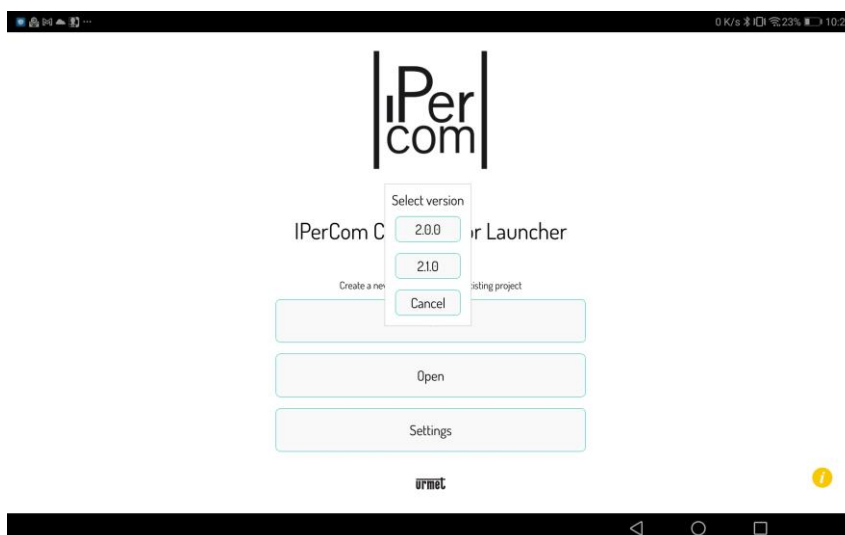 0 K/s 23% 10:2
iPer
com
Select version
IPerCom C r Launcher
2.0.0
2.1.0
Create a new isting project
Cancel
Open
Settings
urmet
i